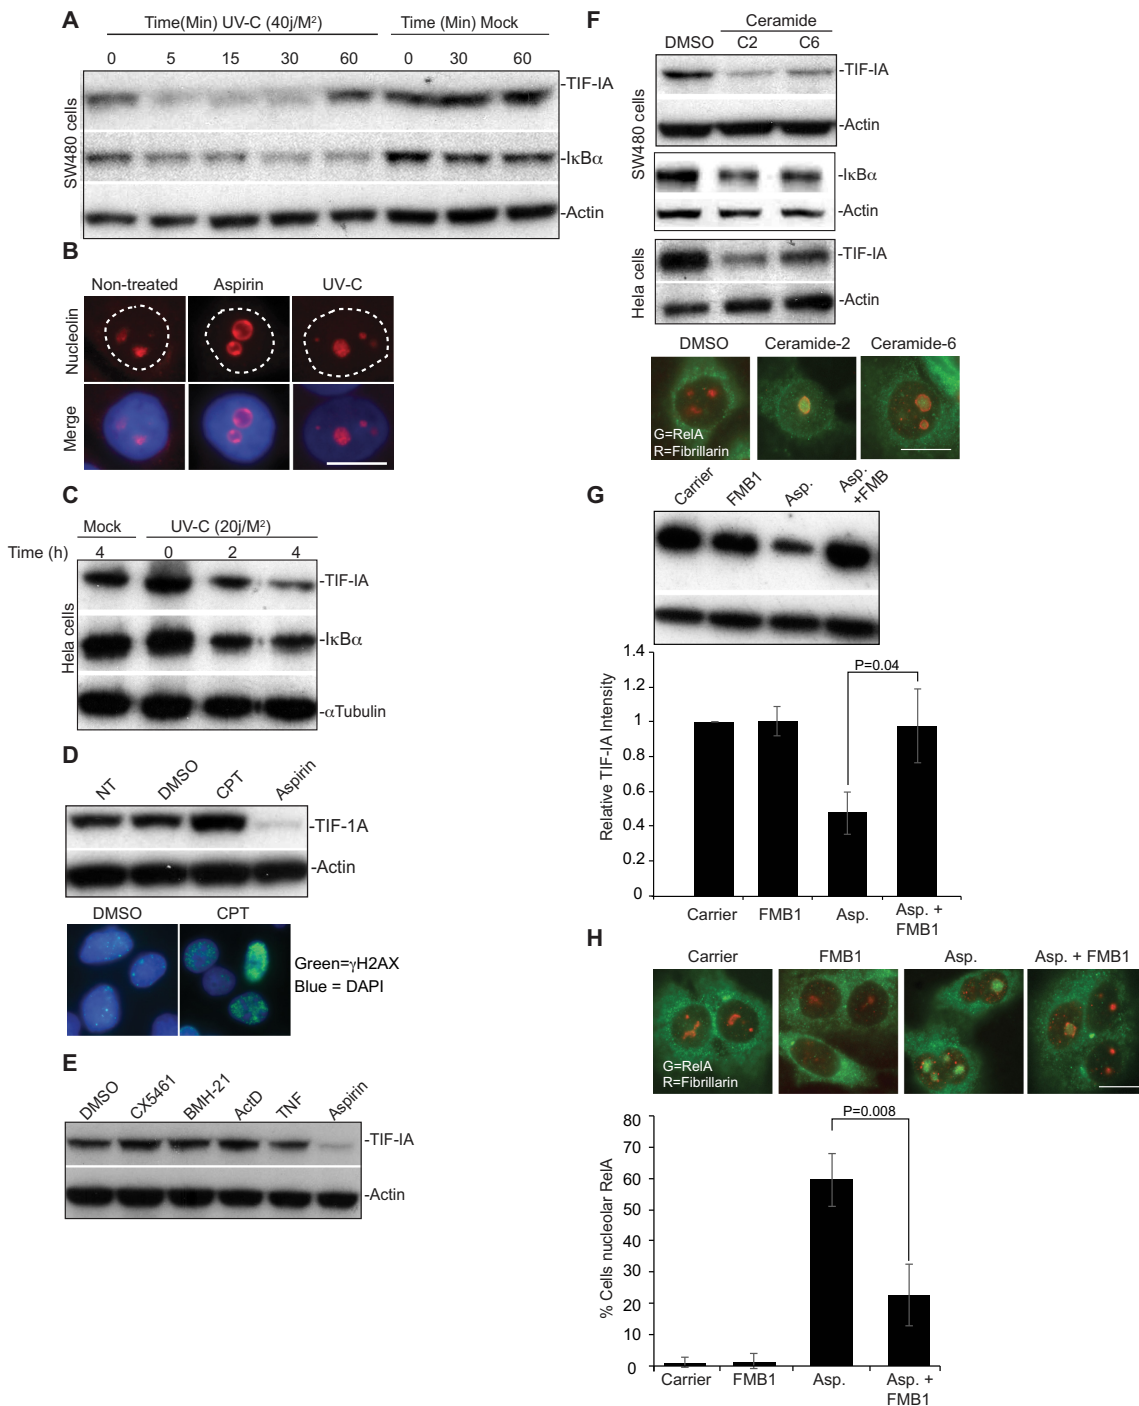 A
Time(Min) UV-C (40j/M²) Time (Min) Mock
0 5 15 30 60 0 30 60
SW480 cells
-TIF-IA
-IκBα
-Actin
B
Non-treated Aspirin UV-C
Nucleolin
Merge
C
Mock UV-C (20j/M²)
Time (h) 4 0 2 4
Hela cells
-TIF-IA
-IκBα
-αTubulin
D
NT DMSO CPT Aspirin
-TIF-1A
-Actin
DMSO CPT
Green=γH2AX
Blue = DAPI
E
DMSO CX5461 BMH-21 ActD TNF Aspirin
-TIF-IA
-Actin
F
Ceramide
DMSO C2 C6
SW480 cells
-TIF-IA
-Actin
-IκBα
-Actin
Hela cells
-TIF-IA
-Actin
DMSO Ceramide-2 Ceramide-6
G=RelA
R=Fibrillarin
G
Carrier FMB1 Asp. Asp. +FMB
Relative TIF-IA Intensity
1.4
1.2
1
0.8
0.6
0.4
0.2
0
P=0.04
Carrier FMB1 Asp. Asp. + FMB1
H
Carrier FMB1 Asp. Asp. + FMB1
G=RelA
R=Fibrillarin
% Cells nucleolar RelA
80
70
60
50
40
30
20
10
0
P=0.008
Carrier FMB1 Asp. Asp. + FMB1